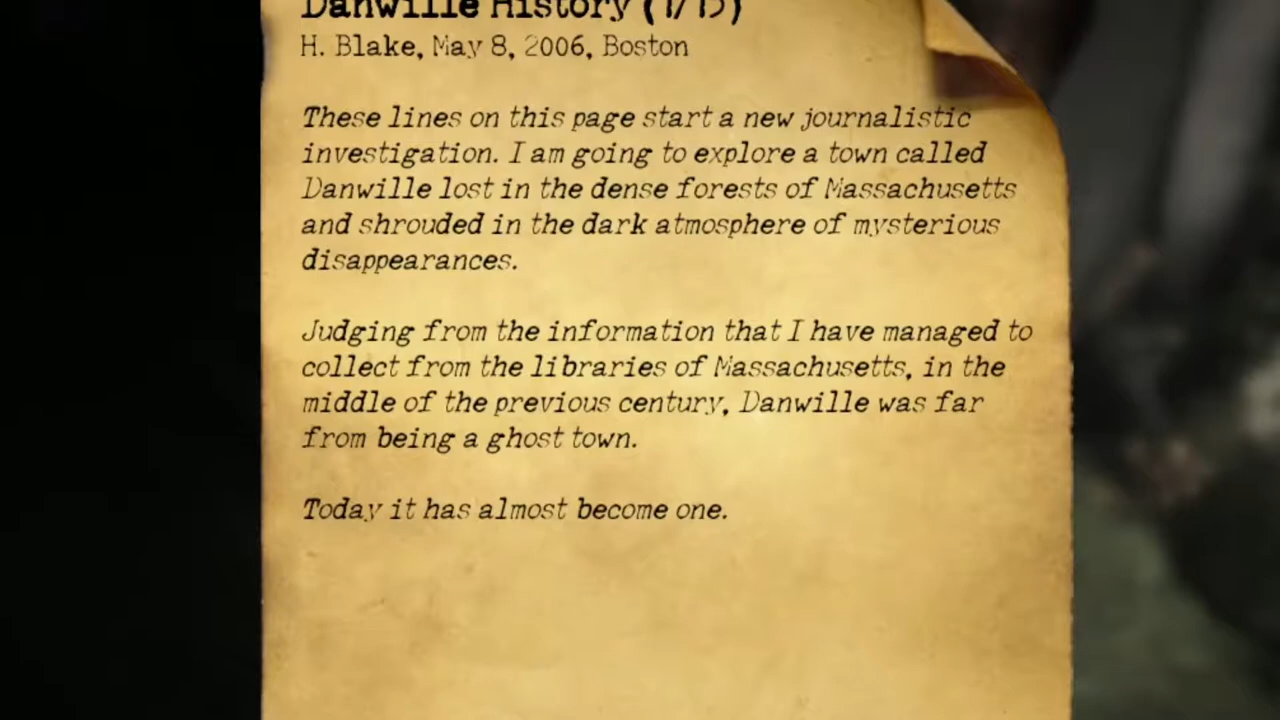 Danwille History (1/15)
H. Blake, May 8, 2006, Boston
These lines on this page start a new journalistic
investigation. I am going to explore a town called
Danwille lost in the dense forests of Massachusetts
and shrouded in the dark atmosphere of mysterious
disappearances.
Judging from the information that I have managed to
collect from the libraries of Massachusetts, in the
middle of the previous century, Danwille was far
from being a ghost town.
Today it has almost become one.